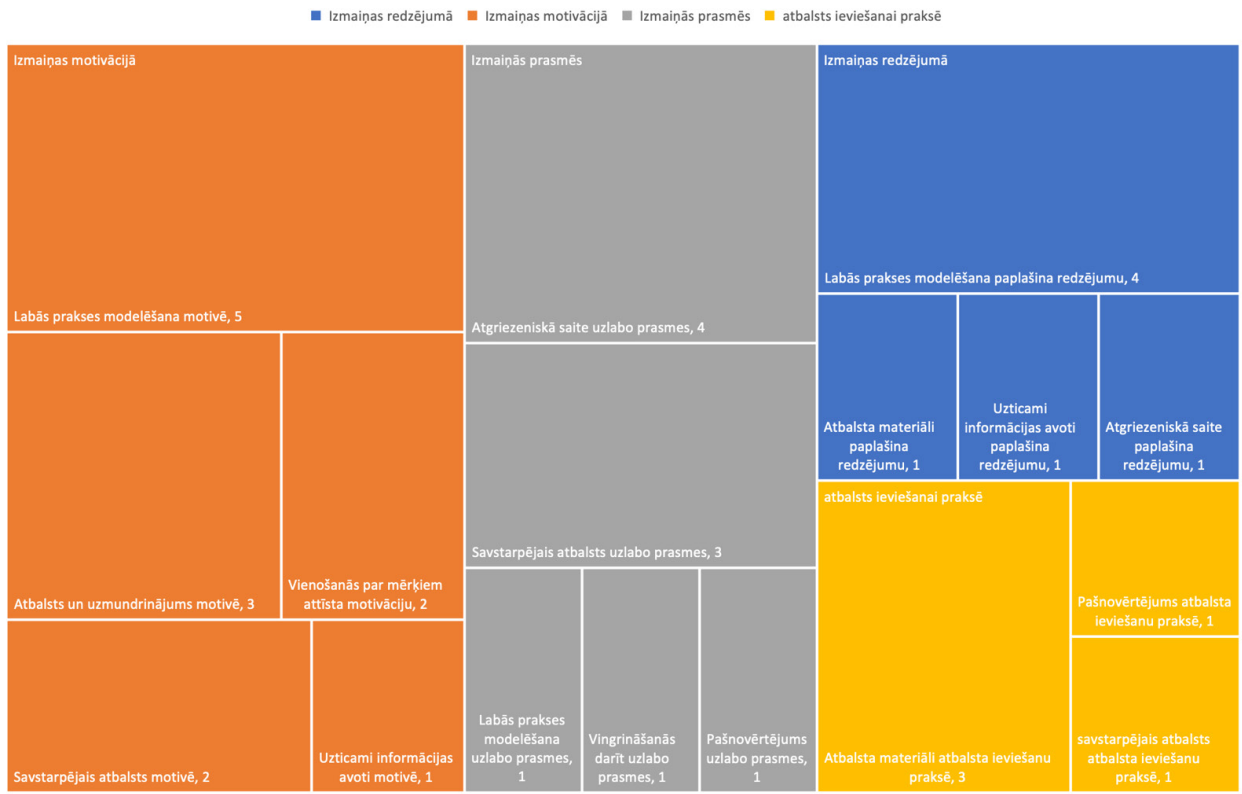 Izmaiņas redzējumā
Izmaiņas motivācijā
Izmaiņās prasmēs
atbalsts ieviešanai praksē
Izmaiņas motivācijā
Labās prakses modelēšana motivē, 5
Atbalsts un uzmundrinājums motivē, 3
Vienošanās par mērķiem
attīsta motivāciju, 2
Savstarpējais atbalsts motivē, 2
Uzticami informācijas
avoti motivē, 1
Izmaiņās prasmēs
Atgriezeniskā saite uzlabo prasmes, 4
Savstarpējais atbalsts uzlabo prasmes, 3
Labās prakses
modelēšana
uzlabo prasmes,
1
Vingrināšanās
darīt uzlabo
prasmes, 1
Pašnovērtējums
uzlabo prasmes,
1
Izmaiņas redzējumā
Labās prakses modelēšana paplašina redzējumu, 4
Atbalsta materiāli
paplašina
redzējumu, 1
Uzticami
informācijas avoti
paplašina
redzējumu, 1
Atgriezeniskā saite
paplašina
redzējumu, 1
atbalsts ieviešanai praksē
Atbalsta materiāli atbalsta ieviešanu
praksē, 3
Pašnovērtējums atbalsta
ieviešanu praksē, 1
savstarpējais atbalsts
atbalsta ieviešanu
praksē, 1